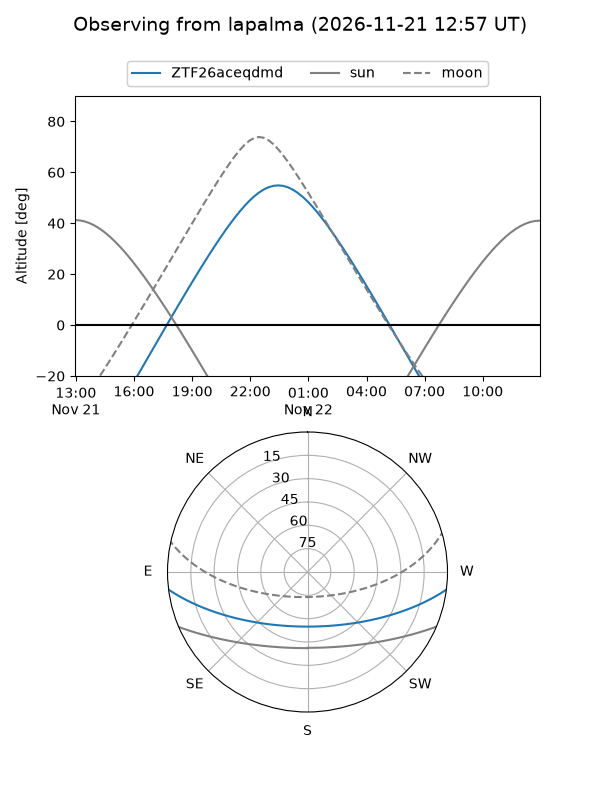 Observing from lapalma (2026-11-21 12:57 UT)
ZTF26aceqdmd sun moon
Altitude [deg]
80
60
40
20
0
−20
13:00 16:00 19:00 22:00 01:00 04:00 07:00 10:00
Nov 21 Nov 22
N
NE NW
15
30
45
60
75
E W
SE SW
S